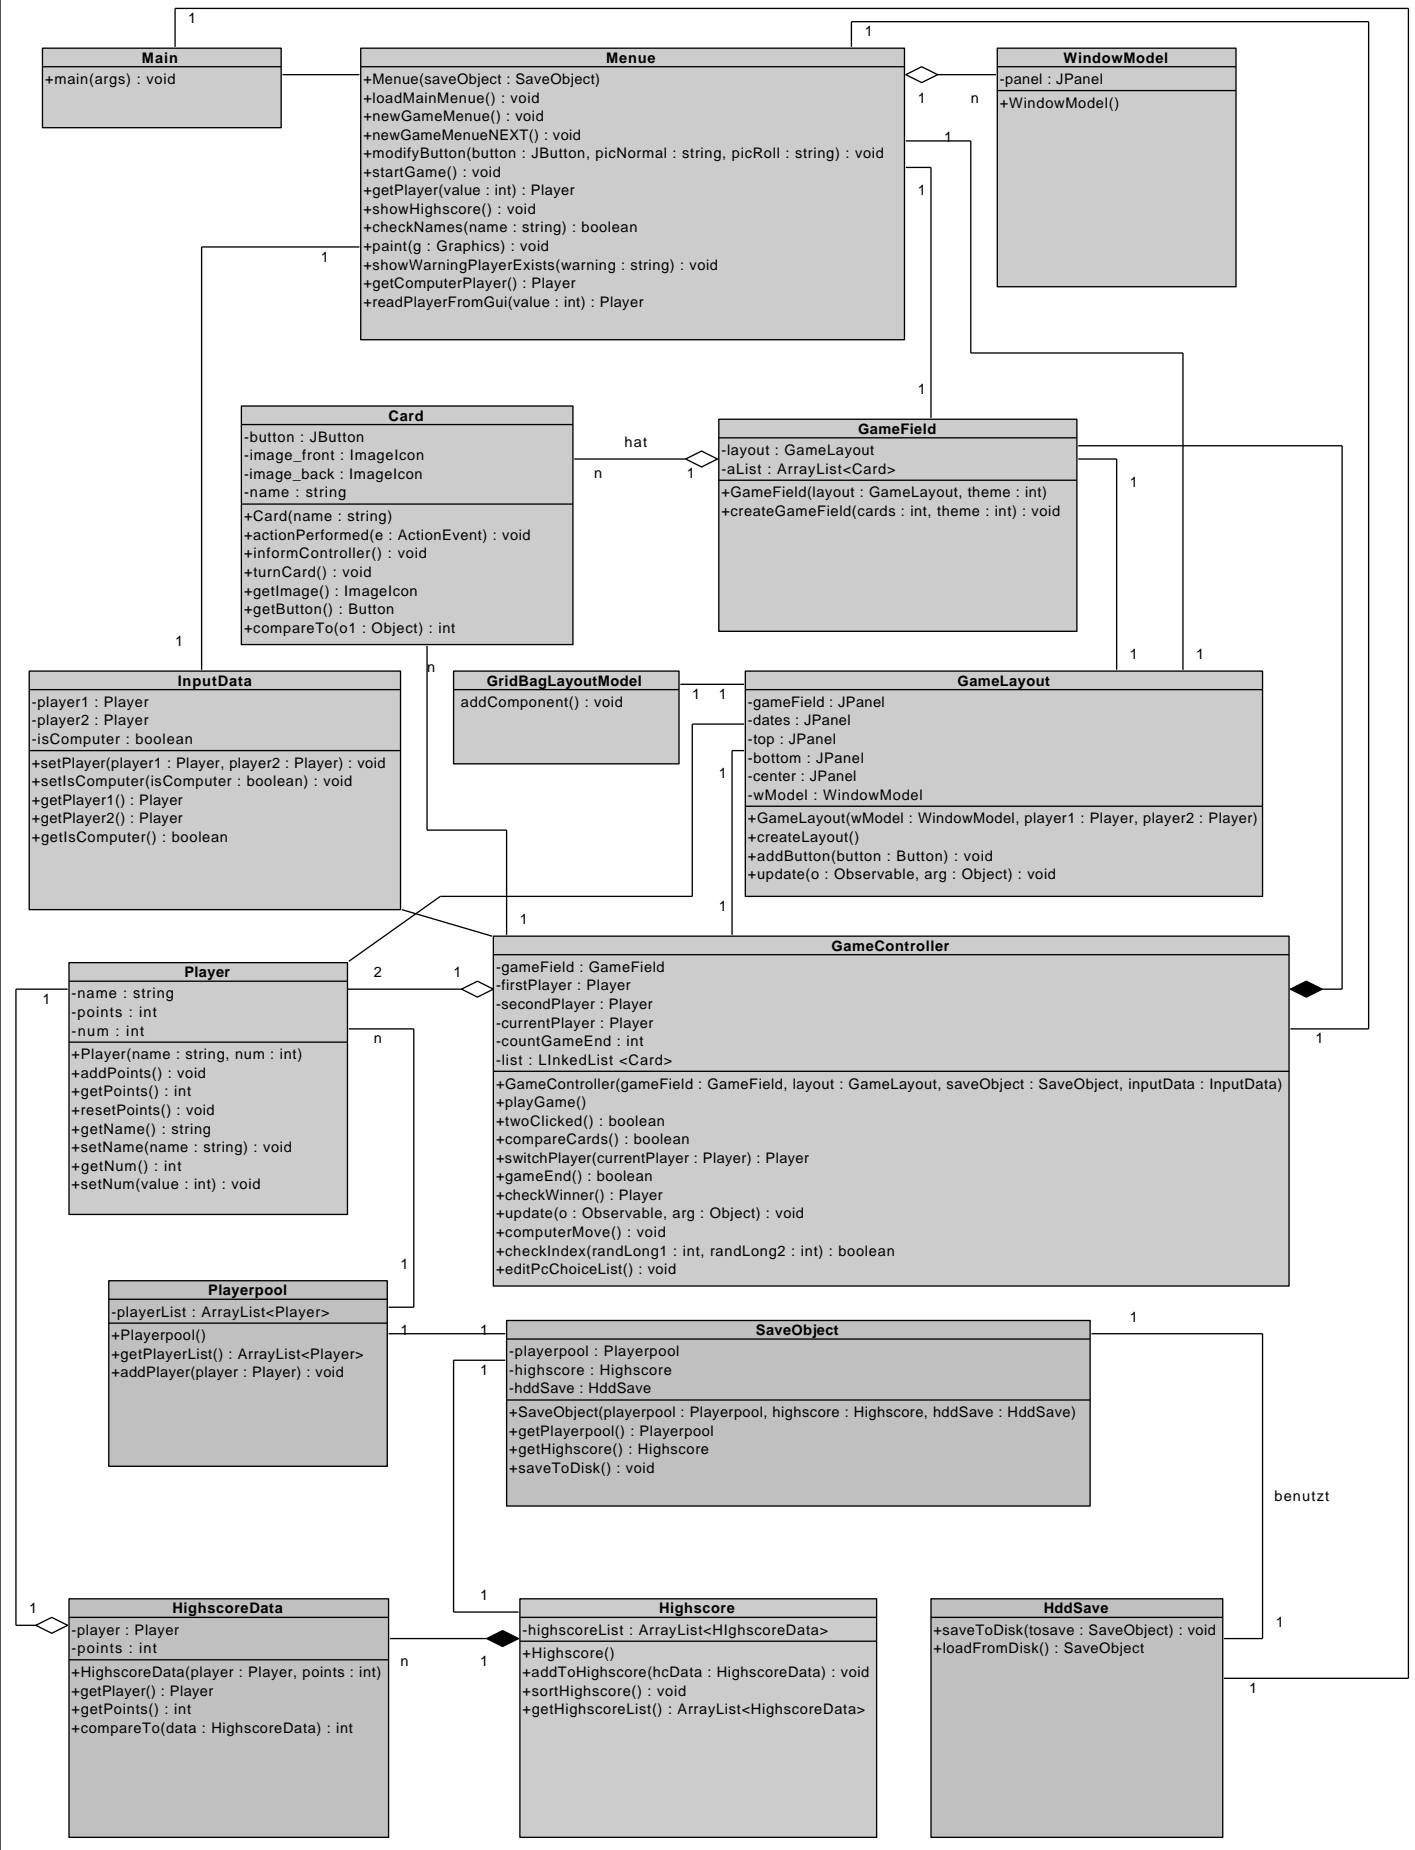 1
1
Main
+main(args) : void
Menue
+Menue(saveObject : SaveObject)
+loadMainMenue() : void
+newGameMenue() : void
+newGameMenueNEXT() : void
+modifyButton(button : JButton, picNormal : string, picRoll : string) : void
+startGame() : void
+getPlayer(value : int) : Player
+showHighscore() : void
+checkNames(name : string) : boolean
+paint(g : Graphics) : void
+showWarningPlayerExists(warning : string) : void
+getComputerPlayer() : Player
+readPlayerFromGui(value : int) : Player
WindowModel
-panel : JPanel
+WindowModel()
1
n
1
1
1
1
Card
-button : JButton
-image_front : ImageIcon
-image_back : ImageIcon
-name : string
+Card(name : string)
+actionPerformed(e : ActionEvent) : void
+informController() : void
+turnCard() : void
+getImage() : ImageIcon
+getButton() : Button
+compareTo(o1 : Object) : int
hat
n
1
GameField
-layout : GameLayout
-aList : ArrayList<Card>
+GameField(layout : GameLayout, theme : int)
+createGameField(cards : int, theme : int) : void
1
1
n
1
1
InputData
-player1 : Player
-player2 : Player
-isComputer : boolean
+setPlayer(player1 : Player, player2 : Player) : void
+setIsComputer(isComputer : boolean) : void
+getPlayer1() : Player
+getPlayer2() : Player
+getIsComputer() : boolean
GridBagLayoutModel
addComponent() : void
1
1
GameLayout
-gameField : JPanel
-dates : JPanel
-top : JPanel
-bottom : JPanel
-center : JPanel
-wModel : WindowModel
+GameLayout(wModel : WindowModel, player1 : Player, player2 : Player)
+createLayout()
+addButton(button : Button) : void
+update(o : Observable, arg : Object) : void
1
1
1
GameController
-gameField : GameField
-firstPlayer : Player
-secondPlayer : Player
-currentPlayer : Player
-countGameEnd : int
-list : LInkedList <Card>
+GameController(gameField : GameField, layout : GameLayout, saveObject : SaveObject, inputData : InputData)
+playGame()
+twoClicked() : boolean
+compareCards() : boolean
+switchPlayer(currentPlayer : Player) : Player
+gameEnd() : boolean
+checkWinner() : Player
+update(o : Observable, arg : Object) : void
+computerMove() : void
+checkIndex(randLong1 : int, randLong2 : int) : boolean
+editPcChoiceList() : void
1
2
1
1
Player
-name : string
-points : int
-num : int
+Player(name : string, num : int)
+addPoints() : void
+getPoints() : int
+resetPoints() : void
+getName() : string
+setName(name : string) : void
+getNum() : int
+setNum(value : int) : void
n
1
Playerpool
-playerList : ArrayList<Player>
+Playerpool()
+getPlayerList() : ArrayList<Player>
+addPlayer(player : Player) : void
1
1
1
SaveObject
-playerpool : Playerpool
-highscore : Highscore
-hddSave : HddSave
+SaveObject(playerpool : Playerpool, highscore : Highscore, hddSave : HddSave)
+getPlayerpool() : Playerpool
+getHighscore() : Highscore
+saveToDisk() : void
1
benutzt
1
1
HighscoreData
-player : Player
-points : int
+HighscoreData(player : Player, points : int)
+getPlayer() : Player
+getPoints() : int
+compareTo(data : HighscoreData) : int
n
1
Highscore
-highscoreList : ArrayList<HIghscoreData>
+Highscore()
+addToHighscore(hcData : HighscoreData) : void
+sortHighscore() : void
+getHighscoreList() : ArrayList<HighscoreData>
HddSave
+saveToDisk(tosave : SaveObject) : void
+loadFromDisk() : SaveObject
1
1